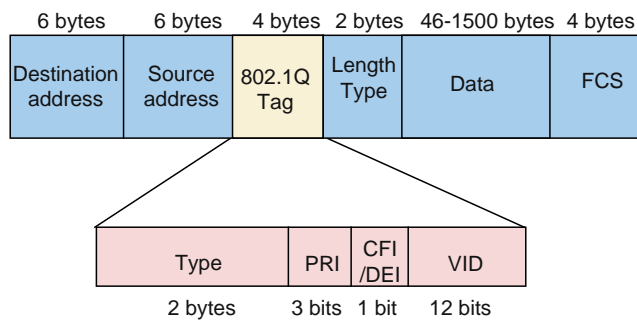 6 bytes 6 bytes 4 bytes 2 bytes 46-1500 bytes 4 bytes
Destination address
Source address
802.1Q Tag
Length Type
Data
FCS
Type PRI CFI /DEI VID
2 bytes 3 bits 1 bit 12 bits